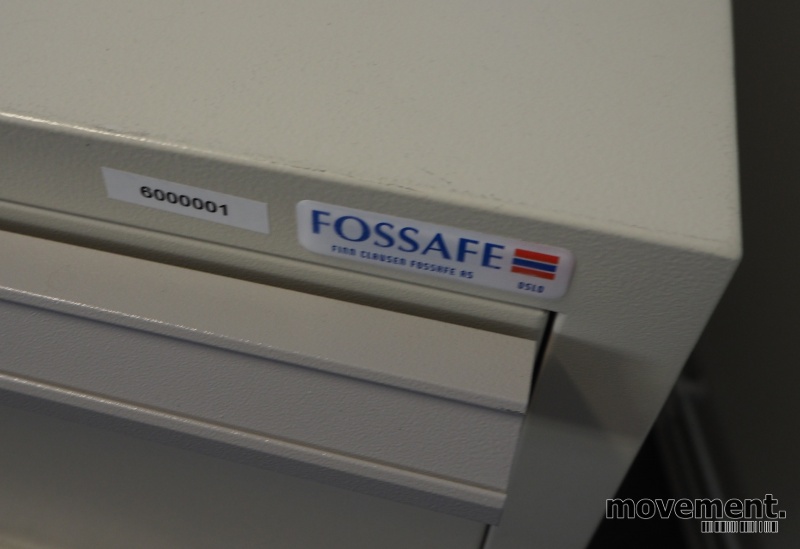 6000001
FOSSAFE
FINN CLAUSEN FOSSAFE AS
OSLO
movement.